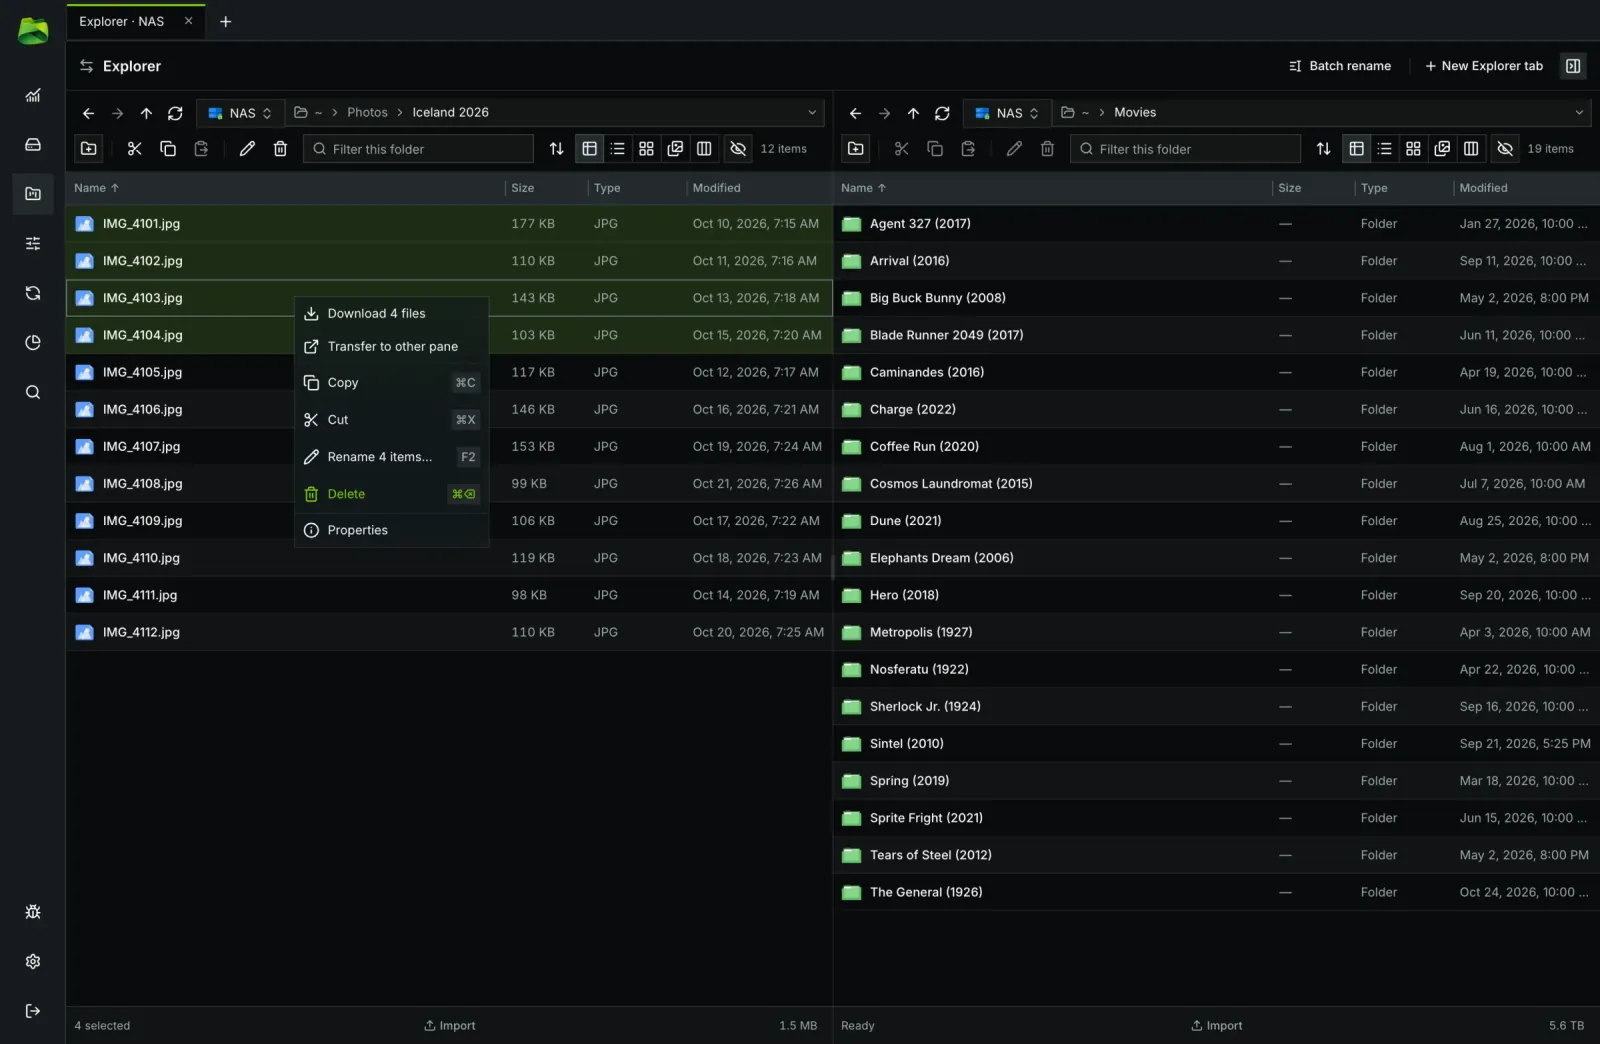 Explorer · NAS
Explorer
Batch rename
New Explorer tab
NAS ~ Photos Iceland 2026
Filter this folder
12 items
Name Size Type Modified
IMG_4101.jpg 177 KB JPG Oct 10, 2026, 7:15 AM
IMG_4102.jpg 110 KB JPG Oct 11, 2026, 7:16 AM
IMG_4103.jpg 143 KB JPG Oct 13, 2026, 7:18 AM
IMG_4104.jpg 103 KB JPG Oct 15, 2026, 7:20 AM
IMG_4105.jpg 117 KB JPG Oct 12, 2026, 7:17 AM
IMG_4106.jpg 146 KB JPG Oct 16, 2026, 7:21 AM
IMG_4107.jpg 153 KB JPG Oct 19, 2026, 7:24 AM
IMG_4108.jpg 99 KB JPG Oct 21, 2026, 7:26 AM
IMG_4109.jpg 106 KB JPG Oct 17, 2026, 7:22 AM
IMG_4110.jpg 119 KB JPG Oct 18, 2026, 7:23 AM
IMG_4111.jpg 98 KB JPG Oct 14, 2026, 7:19 AM
IMG_4112.jpg 110 KB JPG Oct 20, 2026, 7:25 AM
Download 4 files
Transfer to other pane
Copy ⌘C
Cut ⌘X
Rename 4 items... F2
Delete ⌘⌫
Properties
4 selected
Import
1.5 MB
NAS ~ Movies
Filter this folder
19 items
Name Size Type Modified
Agent 327 (2017) — Folder Jan 27, 2026, 10:00 ...
Arrival (2016) — Folder Sep 11, 2026, 10:00 ...
Big Buck Bunny (2008) — Folder May 2, 2026, 8:00 PM
Blade Runner 2049 (2017) — Folder Jun 11, 2026, 10:00 ...
Caminandes (2016) — Folder Apr 19, 2026, 10:00 ...
Charge (2022) — Folder Jun 16, 2026, 10:00 ...
Coffee Run (2020) — Folder Aug 1, 2026, 10:00 AM
Cosmos Laundromat (2015) — Folder Jul 7, 2026, 10:00 AM
Dune (2021) — Folder Aug 25, 2026, 10:00 ...
Elephants Dream (2006) — Folder May 2, 2026, 8:00 PM
Hero (2018) — Folder Sep 20, 2026, 10:00 ...
Metropolis (1927) — Folder Apr 3, 2026, 10:00 AM
Nosferatu (1922) — Folder Apr 22, 2026, 10:00 ...
Sherlock Jr. (1924) — Folder Sep 16, 2026, 10:00 ...
Sintel (2010) — Folder Sep 21, 2026, 5:25 PM
Spring (2019) — Folder Mar 18, 2026, 10:00 ...
Sprite Fright (2021) — Folder Jun 15, 2026, 10:00 ...
Tears of Steel (2012) — Folder May 2, 2026, 8:00 PM
The General (1926) — Folder Oct 24, 2026, 10:00 ...
Ready
Import
5.6 TB